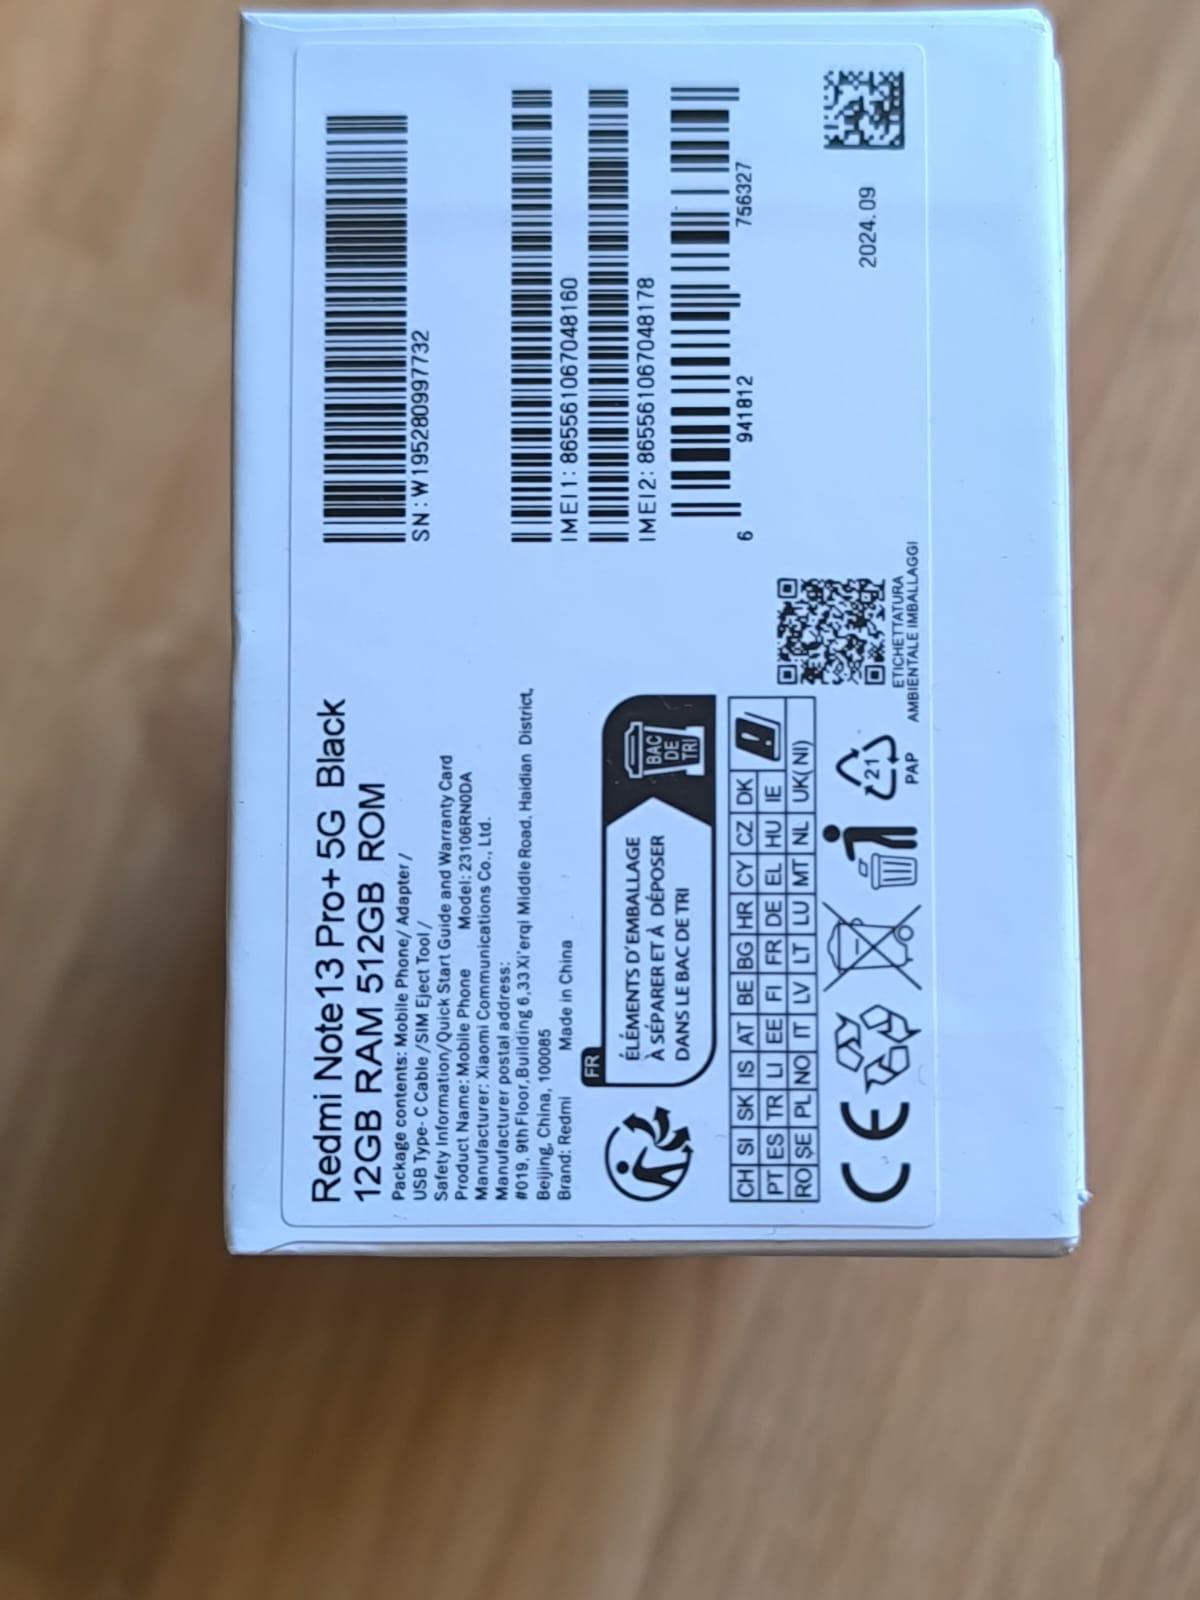 Redmi Note13 Pro+ 5G Black
12GB RAM 512GB ROM
Package contents: Mobile Phone/ Adapter /
USB Type- C Cable /SIM Eject Tool /
Safety Information/Quick Start Guide and Warranty Card
Product Name: Mobile Phone Model: 23106RN0DA
Manufacturer: Xiaomi Communications Co., Ltd.
Manufacturer postal address:
#019, 9th Floor, Building 6, 33 Xi'erqi Middle Road, Haidian District,
Beijing, China, 100085
Brand: Redmi Made in China
SN: W195280997732
IMEI1: 865561067048160
IMEI2: 865561067048178
6 941812 756327
FR
ÉLÉMENTS D'EMBALLAGE
À SÉPARER ET À DÉPOSER
DANS LE BAC DE TRI
BAC
DE
TRI
CH SI SK IS AT BE BG HR CY CZ DK
PT ES TR LI EE FI FR DE EL HU IE
RO SE PL NO IT LV LT LU MT NL UK(NI)
CE
21
PAP
ETICHETTATURA
AMBIENTALE IMBALLAGGI
2024.09